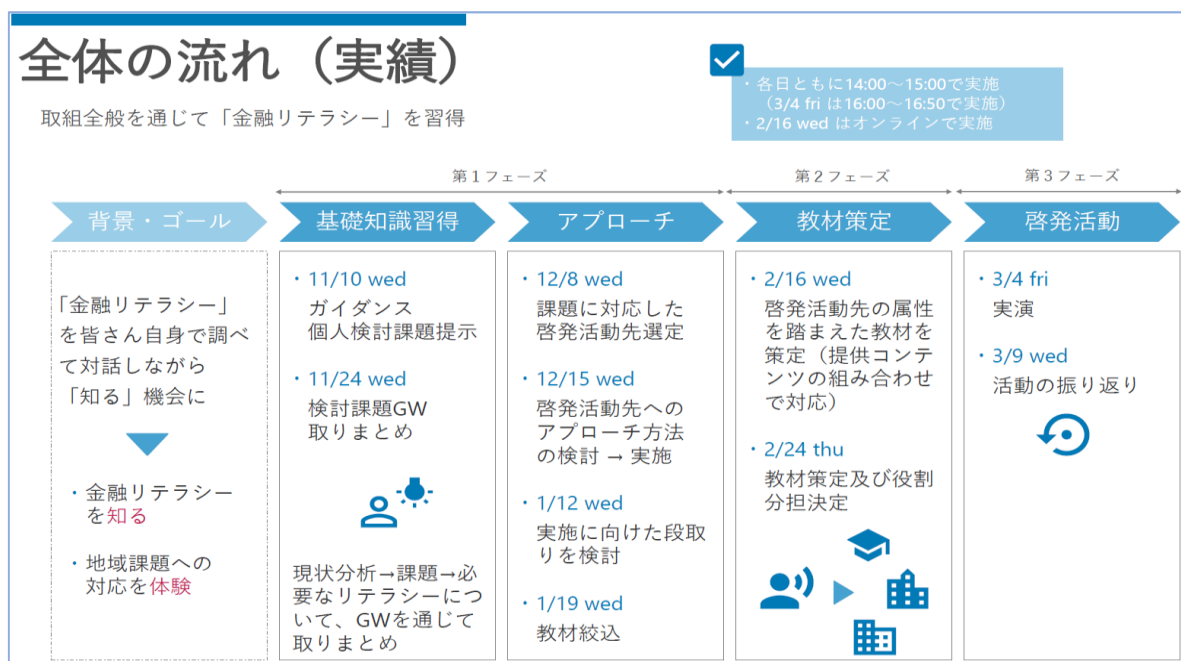 全体の流れ（実績）
取組全般を通じて「金融リテラシー」を習得
・各日ともに14:00～15:00で実施
（3/4 fri は16:00～16:50で実施）
・2/16 wed はオンラインで実施
第１フェーズ
第２フェーズ
第３フェーズ
背景・ゴール
「金融リテラシー」
を皆さん自身で調べ
て対話しながら
「知る」機会に
・金融リテラシー
を知る
・地域課題への
対応を体験
基礎知識習得
・11/10 wed
ガイダンス
個人検討課題提示
・11/24 wed
検討課題GW
取りまとめ
現状分析→課題→必
要なリテラシーにつ
いて、GWを通じて
取りまとめ
アプローチ
・12/8 wed
課題に対応した
啓発活動先選定
・12/15 wed
啓発活動先への
アプローチ方法
の検討 → 実施
・1/12 wed
実施に向けた段取
りを検討
・1/19 wed
教材絞込
教材策定
・2/16 wed
啓発活動先の属性
を踏まえた教材を
策定（提供コンテ
ンツの組み合わせ
で対応）
・2/24 thu
教材策定及び役割
分担決定
啓発活動
・3/4 fri
実演
・3/9 wed
活動の振り返り